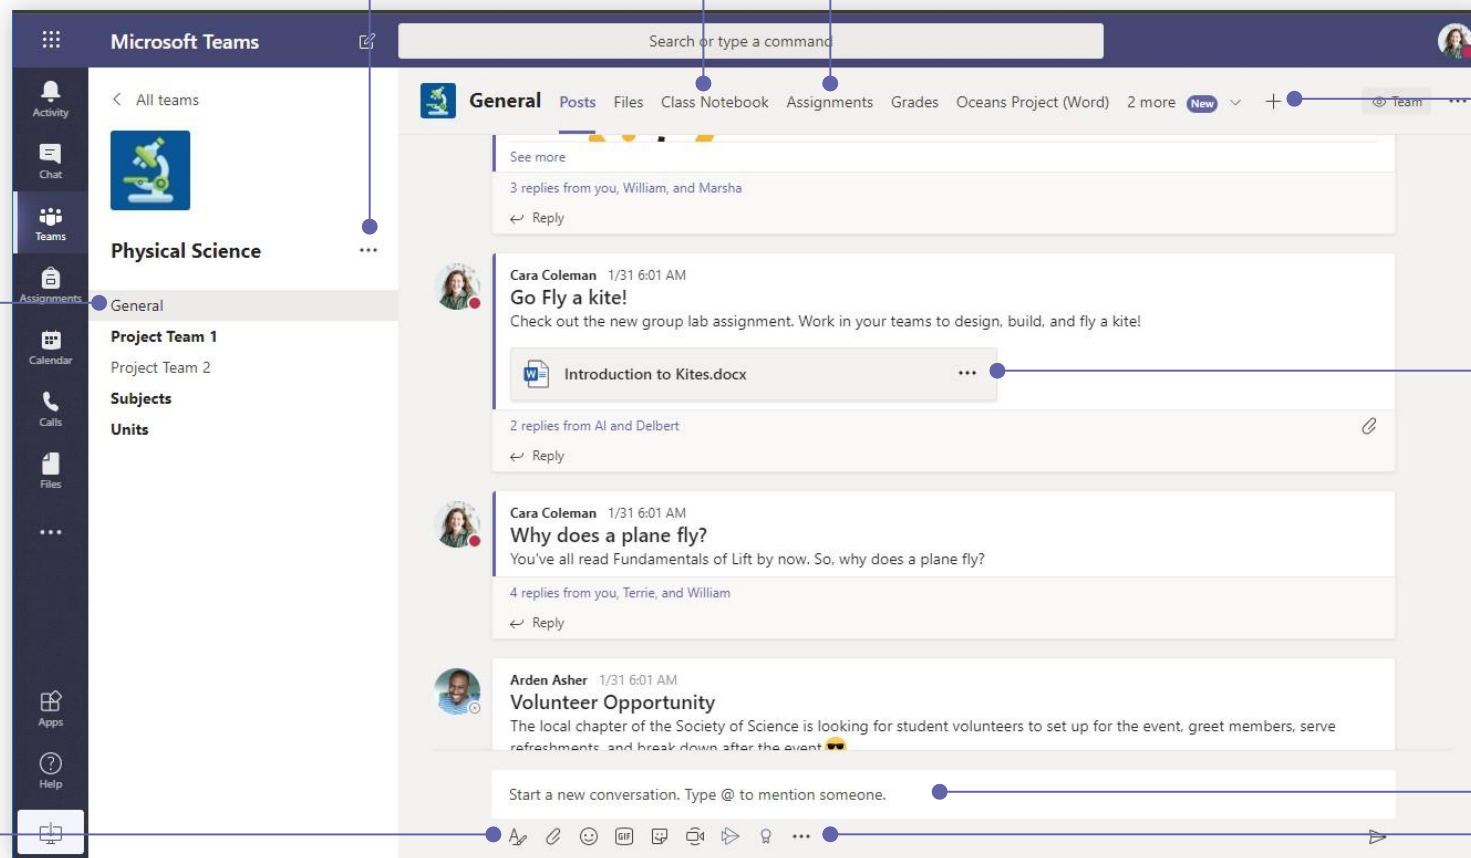 Microsoft Teams
Search or type a command
Activity
Chat
Teams
Assignments
Calendar
Calls
Files
Apps
Help
All teams
Physical Science
General
Project Team 1
Project Team 2
Subjects
Units
General Posts Files Class Notebook Assignments Grades Oceans Project (Word) 2 more New
Team
See more
3 replies from you, William, and Marsha
Reply
Cara Coleman 1/31 6:01 AM
Go Fly a kite!
Check out the new group lab assignment. Work in your teams to design, build, and fly a kite!
Introduction to Kites.docx
2 replies from Al and Delbert
Reply
Cara Coleman 1/31 6:01 AM
Why does a plane fly?
You've all read Fundamentals of Lift by now. So, why does a plane fly?
4 replies from you, Terrie, and William
Reply
Arden Asher 1/31 6:01 AM
Volunteer Opportunity
The local chapter of the Society of Science is looking for student volunteers to set up for the event, greet members, serve
refreshments, and break down after the event 😎
Start a new conversation. Type @ to mention someone.
GIF